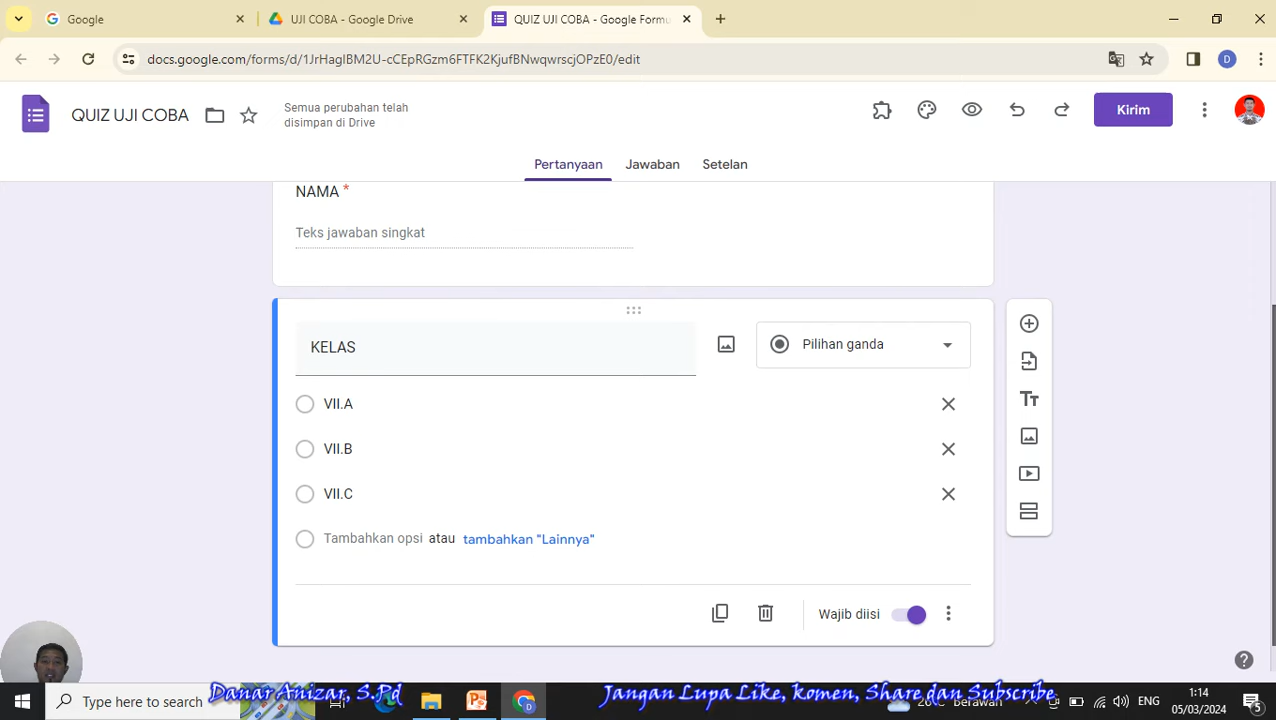 Google
UJI COBA - Google Drive
QUIZ UJI COBA - Google Formu
docs.google.com/forms/d/1JrHagIBM2U-cCEpRGzm6FTFK2KjufBNwqwrscjOPzE0/edit
D
QUIZ UJI COBA
Semua perubahan telah
disimpan di Drive
Kirim
Pertanyaan
Jawaban
Setelan
NAMA *
Teks jawaban singkat
KELAS
Pilihan ganda
VII.A
VII.B
VII.C
Tambahkan opsi atau tambahkan "Lainnya"
Wajib diisi
Type here to search
Danar Anizar, S.Pd
Jangan Lupa Like, komen, Share dan Subscribe
ENG
1:14
05/03/2024
5